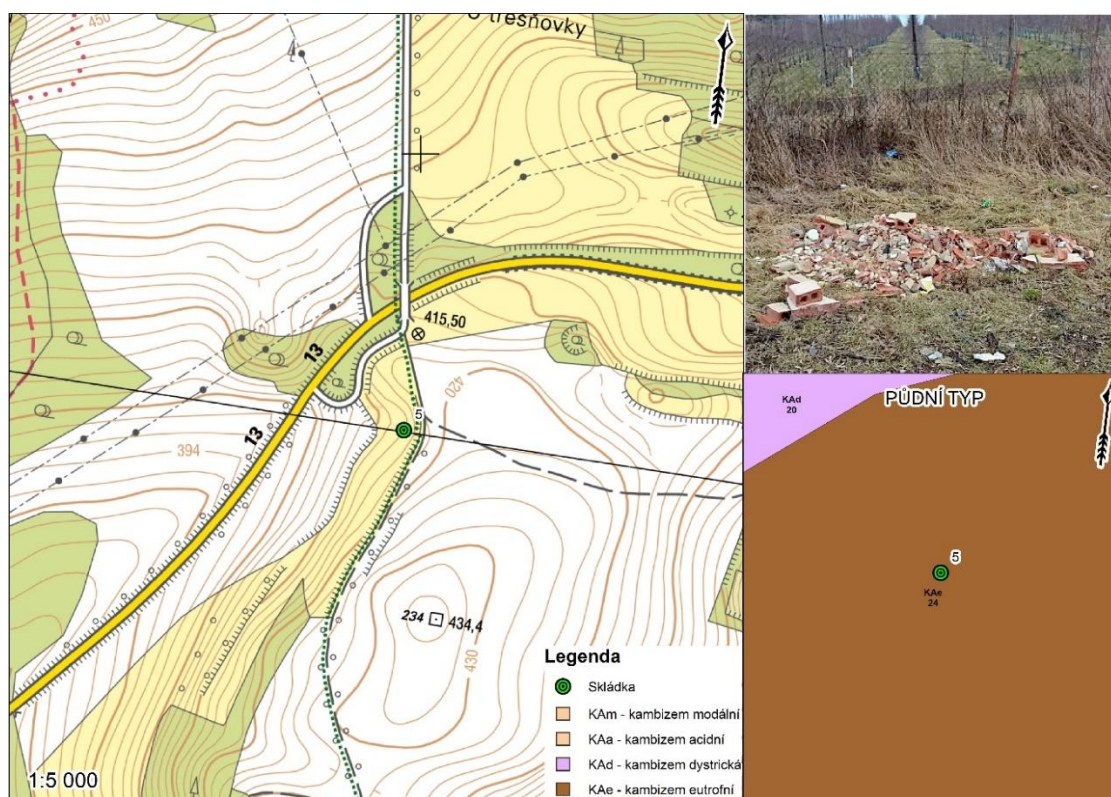 450
třešňovky
415,50
13
5
420
13
394
234 434,4
430
1:5 000
Legenda
Skládka
KAm - kambizem modální
KAa - kambizem acidní
KAd - kambizem dystrická
KAe - kambizem eutrofní
PŮDNÍ TYP
KAd
20
5
KAe
24